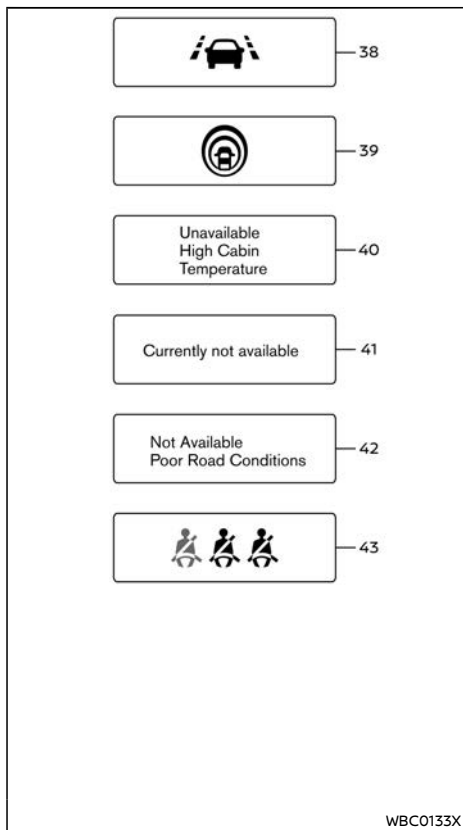 38
39
Unavailable
High Cabin
Temperature
40
Currently not available
41
Not Available
Poor Road Conditions
42
43
WBC0133X